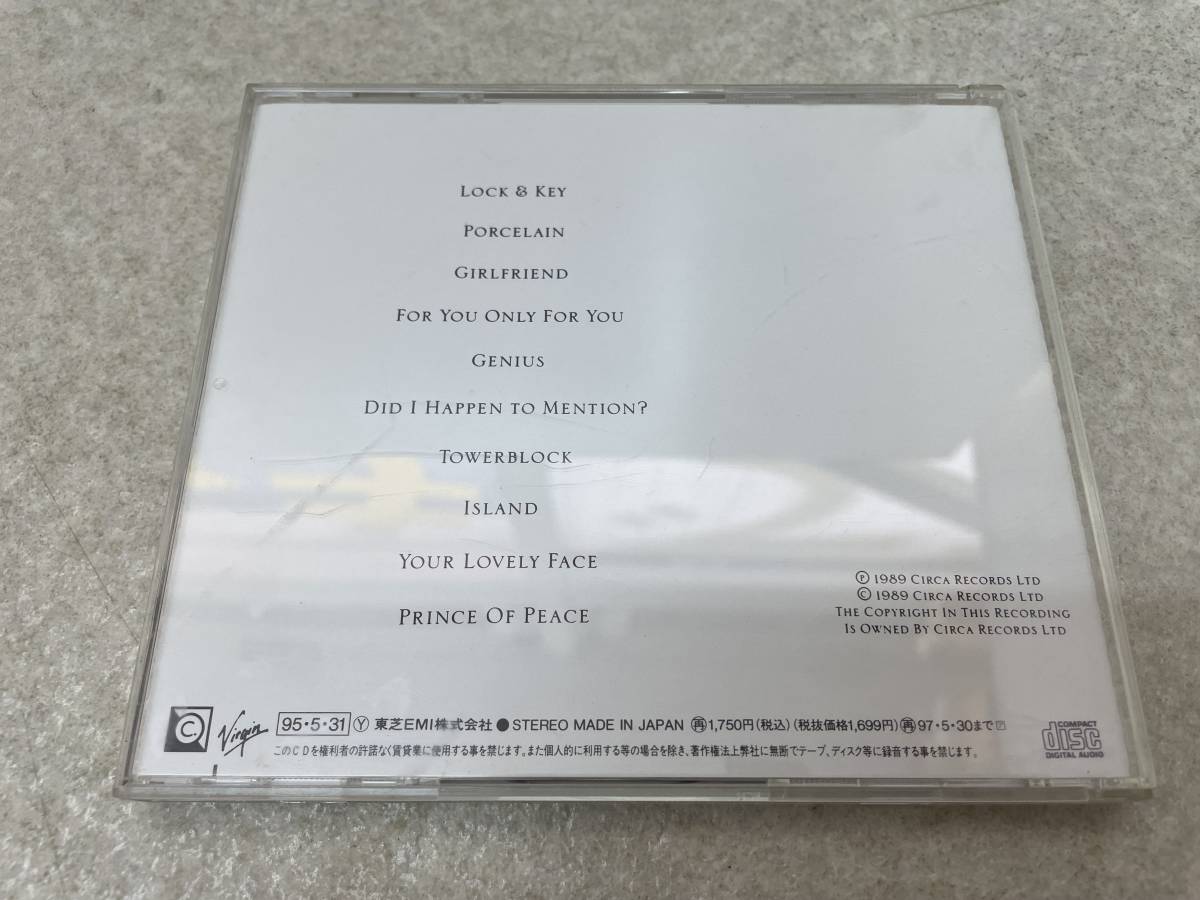 LOCK & KEY
PORCELAIN
GIRLFRIEND
FOR YOU ONLY FOR YOU
GENIUS
DID I HAPPEN TO MENTION?
TOWERBLOCK
ISLAND
YOUR LOVELY FACE
PRINCE OF PEACE
Ⓟ 1989 CIRCA RECORDS LTD
© 1989 CIRCA RECORDS LTD
THE COPYRIGHT IN THIS RECORDING
IS OWNED BY CIRCA RECORDS LTD
C Virgin 95・5・31 Ⓨ 東芝EMI株式会社 ● STEREO MADE IN JAPAN 再 1,750円(税込)(税抜価格1,699円) 再 97・5・30まで
このCDを権利者の許諾なく賃貸業に使用する事を禁じます。また個人的に利用する等の場合を除き、著作権法上弊社に無断でテープ、ディスク等に録音する事を禁じます。
COMPACT
disc
DIGITAL AUDIO